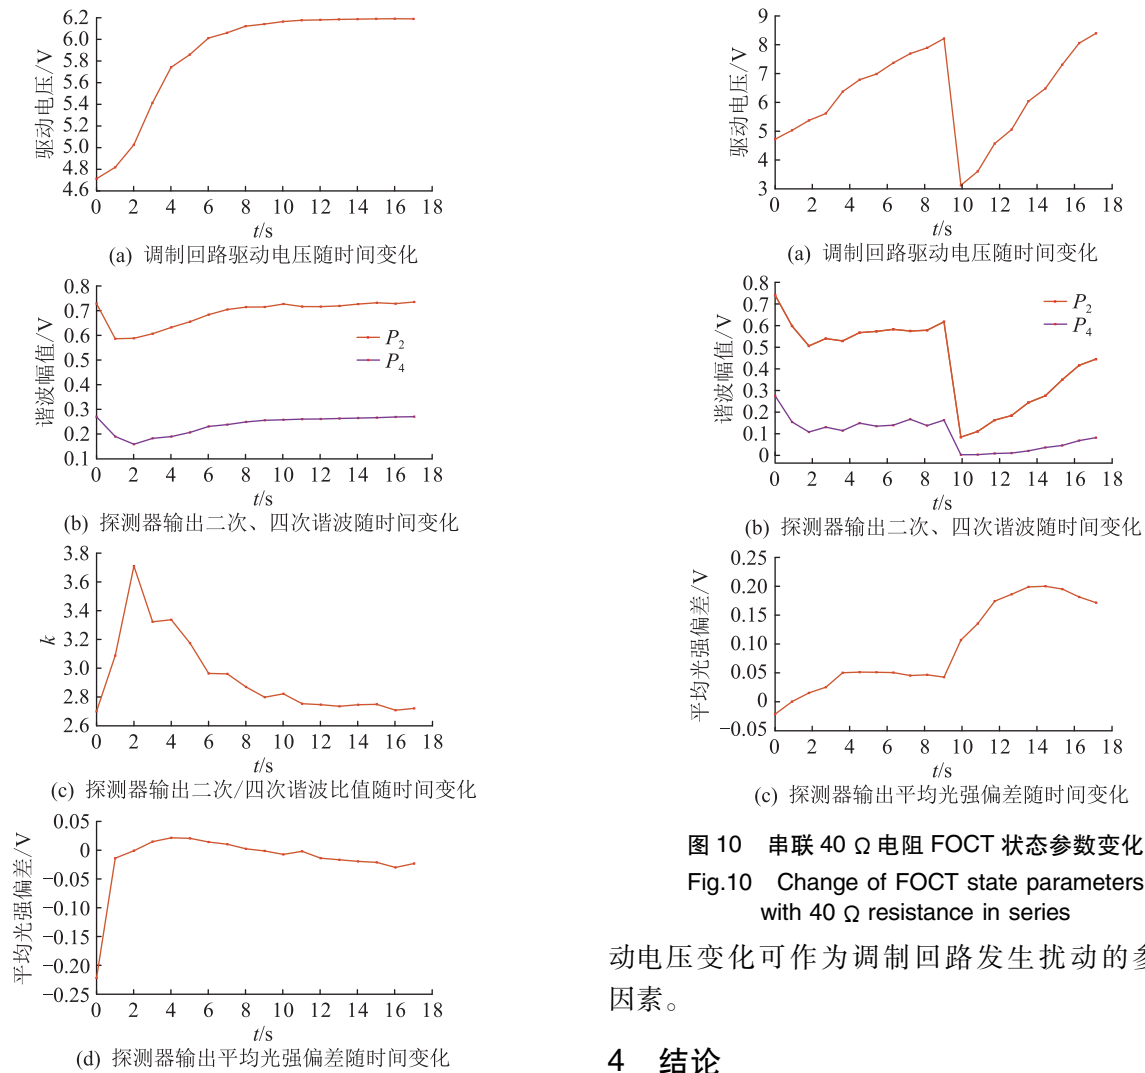 6.2
6.0
5.8
5.6
5.4
5.2
5.0
4.8
4.6
驱动电压/V
0 2 4 6 8 10 12 14 16 18
t/s
(a) 调制回路驱动电压随时间变化
0.8
0.7
0.6
0.5
0.4
0.3
0.2
0.1
谐波幅值/V
P2
P4
0 2 4 6 8 10 12 14 16 18
t/s
(b) 探测器输出二次、四次谐波随时间变化
3.8
3.6
3.4
3.2
3.0
2.8
2.6
k
0 2 4 6 8 10 12 14 16 18
t/s
(c) 探测器输出二次/四次谐波比值随时间变化
0.05
0
−0.05
−0.10
−0.15
−0.20
−0.25
平均光强偏差/V
0 2 4 6 8 10 12 14 16 18
t/s
(d) 探测器输出平均光强偏差随时间变化
9
8
7
6
5
4
3
驱动电压/V
0 2 4 6 8 10 12 14 16 18
t/s
(a) 调制回路驱动电压随时间变化
0.8
0.7
0.6
0.5
0.4
0.3
0.2
0.1
0
谐波幅值/V
P2
P4
0 2 4 6 8 10 12 14 16 18
t/s
(b) 探测器输出二次、四次谐波随时间变化
0.25
0.20
0.15
0.10
0.05
0
−0.05
平均光强偏差/V
0 2 4 6 8 10 12 14 16 18
t/s
(c) 探测器输出平均光强偏差随时间变化
图 10 串联 40 Ω 电阻 FOCT 状态参数变化
Fig.10 Change of FOCT state parameters
with 40 Ω resistance in series
动电压变化可作为调制回路发生扰动的
因素。
4 结论